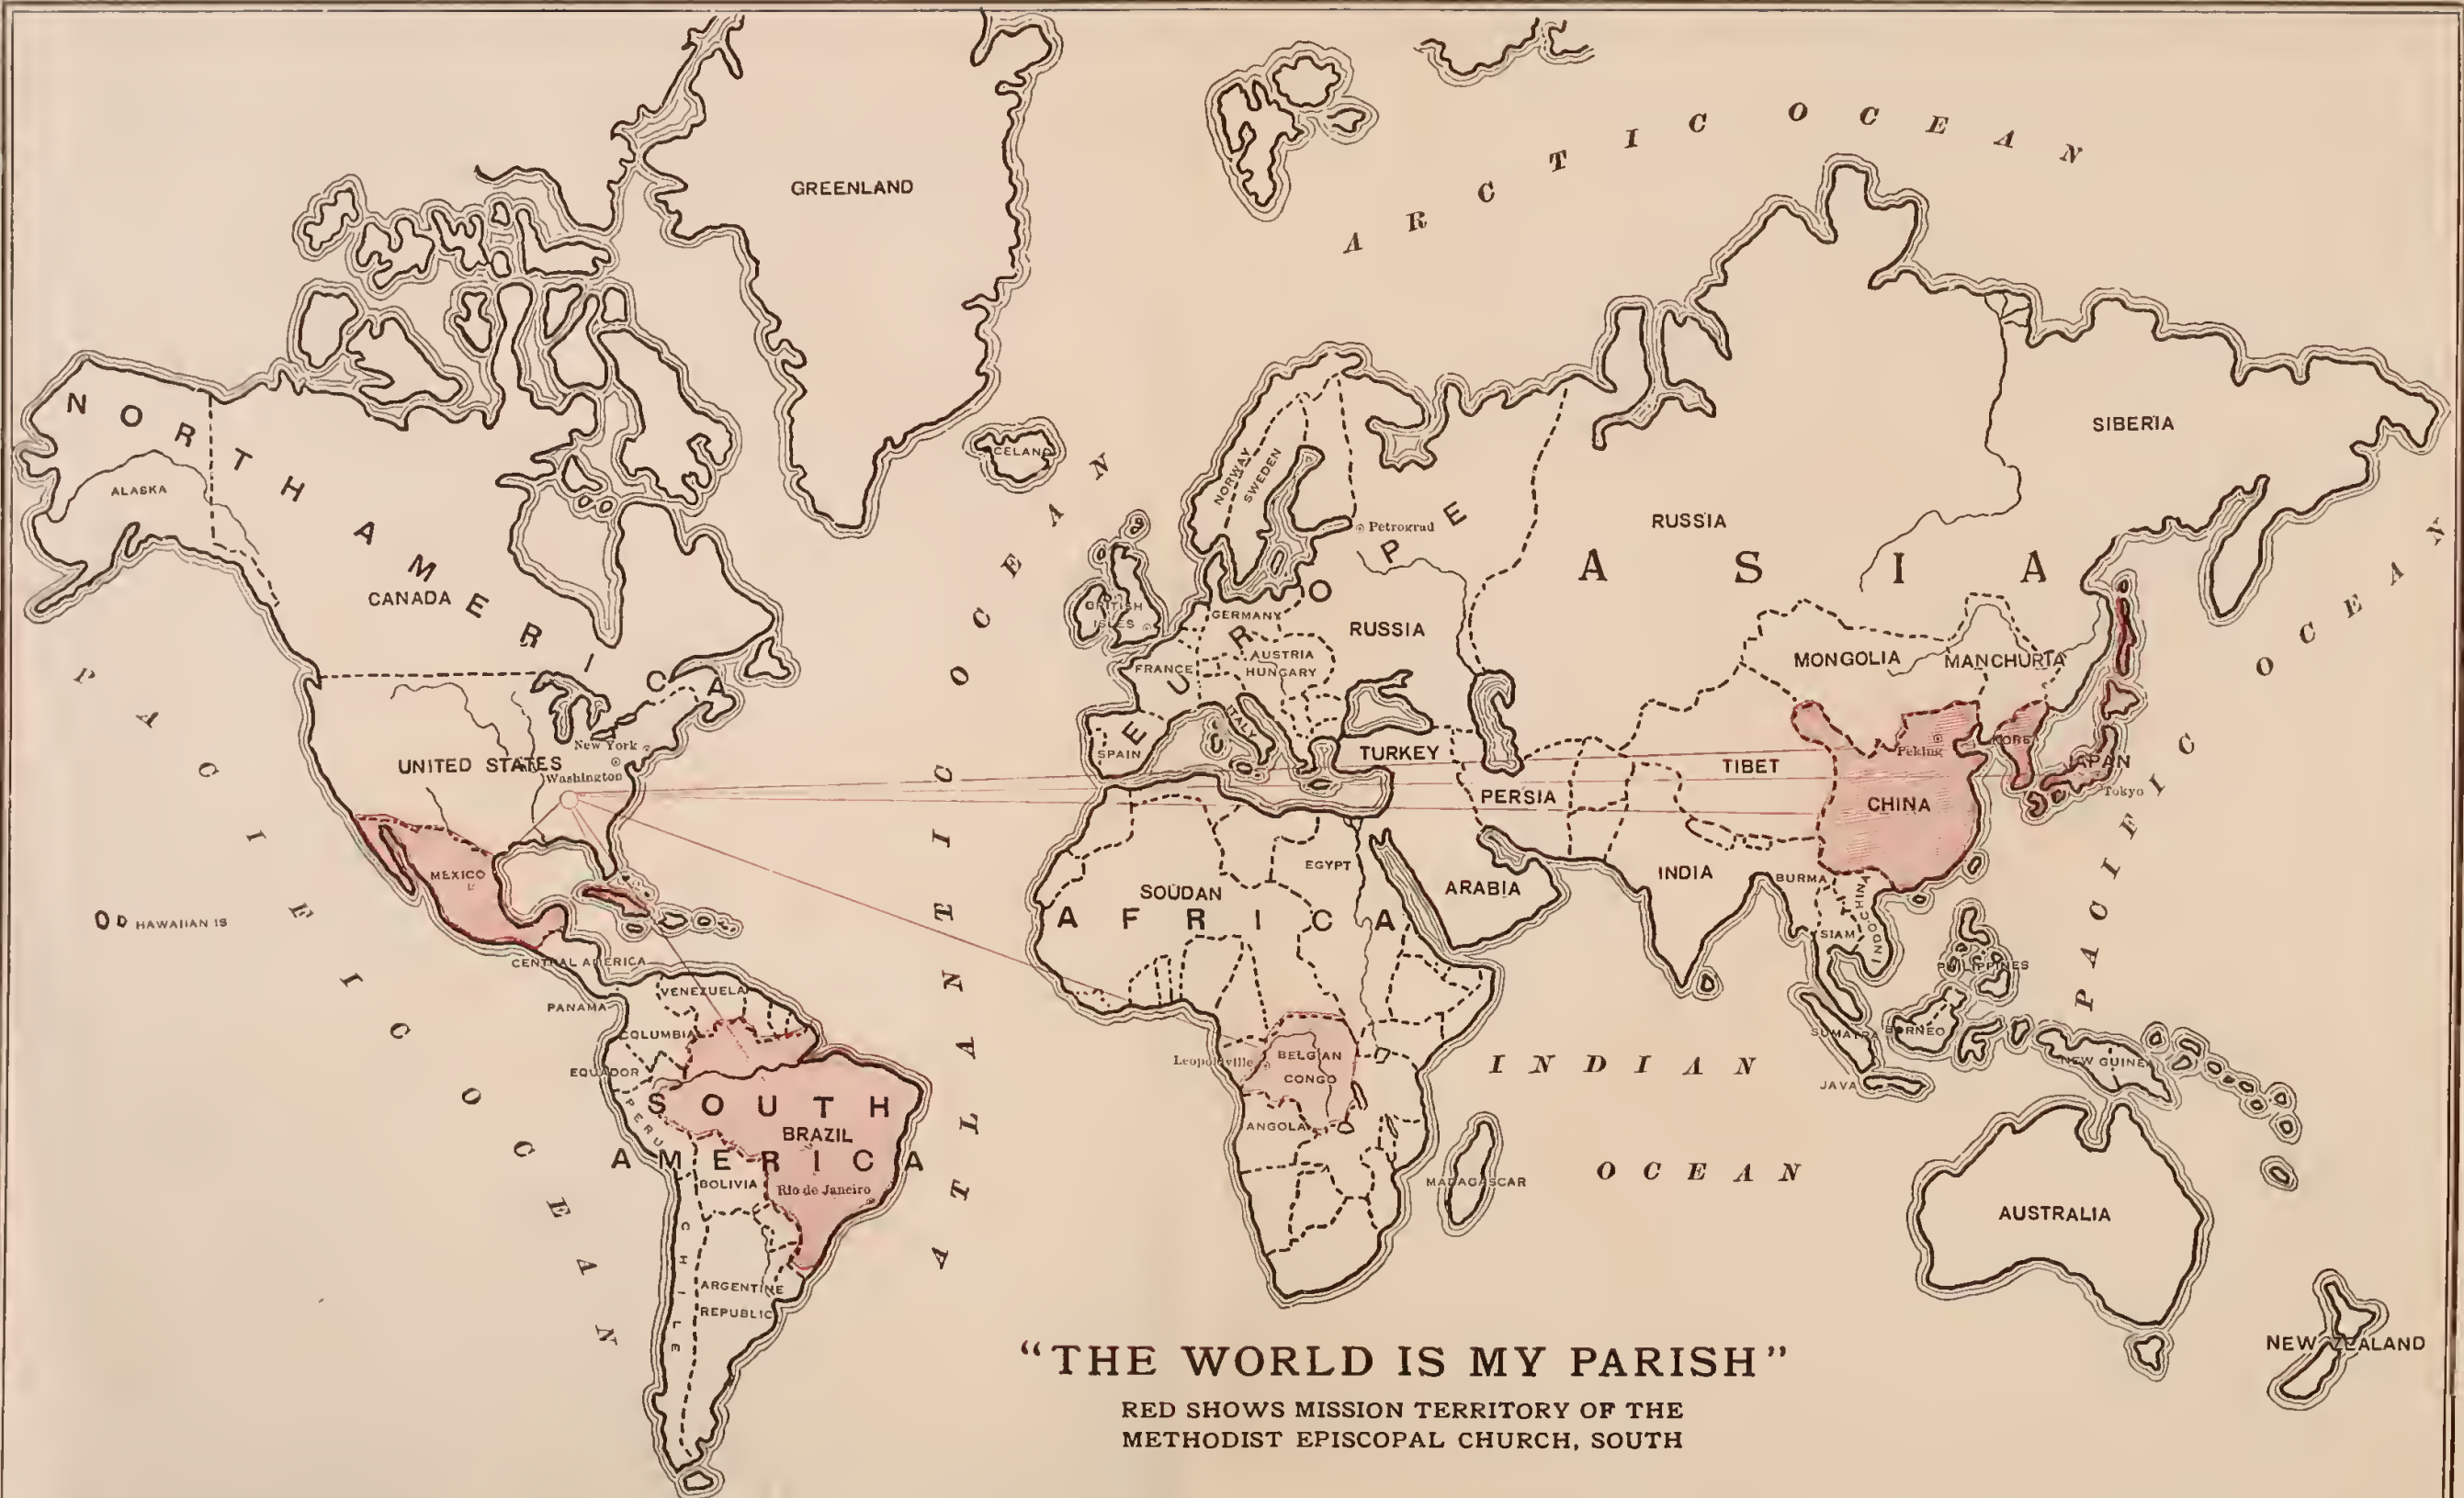 GREENLAND
ARCTIC OCEAN
NORTH AMERICA
ALASKA
CANADA
ICELAND
NORWAY
SWEDEN
Petrograd
EUROPE
RUSSIA
SIBERIA
ASIA
BRITISH
ISLES
GERMANY
RUSSIA
AUSTRIA
HUNGARY
FRANCE
MONGOLIA
MANCHURIA
ITALY
SPAIN
TURKEY
UNITED STATES
New York
Washington
TIBET
Peking
JAPAN
Tokyo
PERSIA
CHINA
MEXICO
EGYPT
SOUDAN
ARABIA
INDIA
BURMA
INDO CHINA
SIAM
AFRICA
HAWAIIAN IS
CENTRAL AMERICA
PHILIPPINES
VENEZUELA
PANAMA
COLUMBIA
EQUADOR
PERU
SUMATRA
BORNEO
NEW GUINEA
JAVA
Leopoldville
BELGIAN
CONGO
ANGOLA
INDIAN
OCEAN
SOUTH
BRAZIL
AMERICA
BOLIVIA
Rio de Janeiro
CHILE
ARGENTINE
REPUBLIC
MADAGASCAR
AUSTRALIA
NEW ZEALAND
PACIFIC OCEAN
ATLANTIC OCEAN
PACIFIC OCEAN
"THE WORLD IS MY PARISH"
RED SHOWS MISSION TERRITORY OF THE
METHODIST EPISCOPAL CHURCH, SOUTH